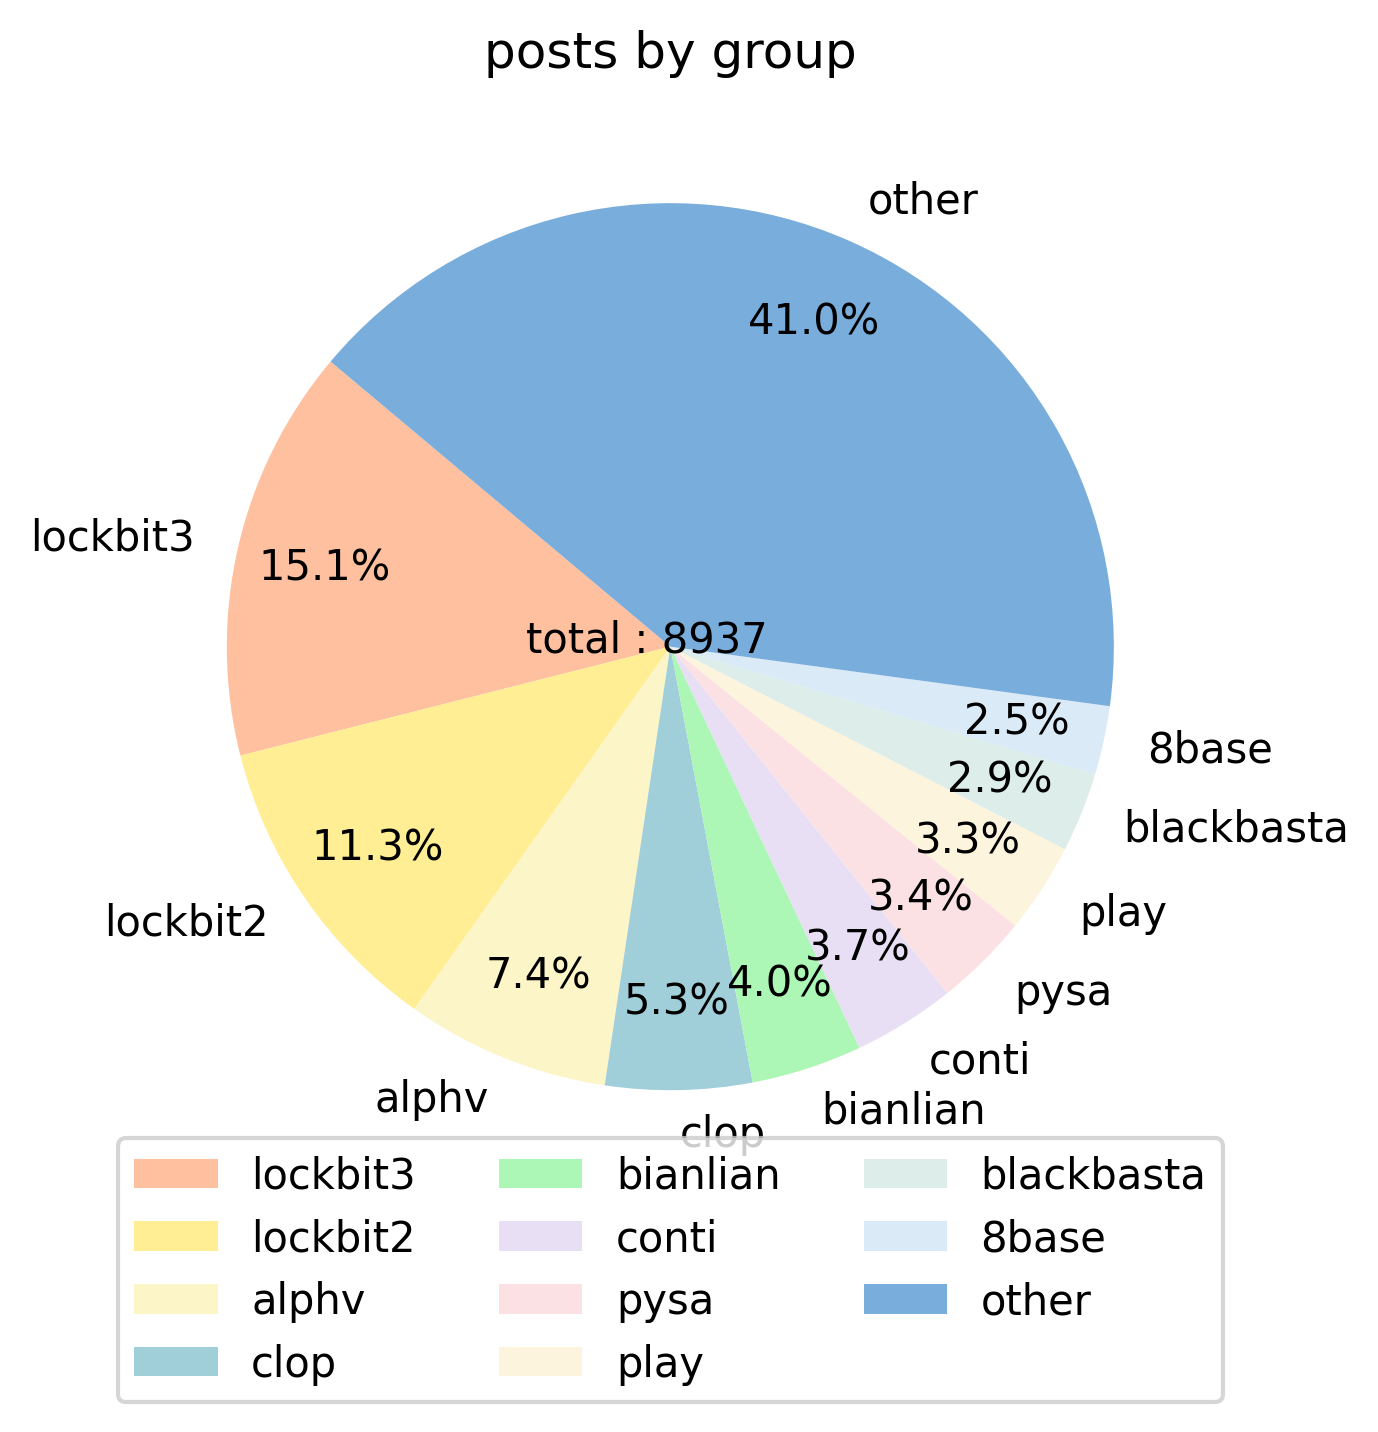 posts by group
other
41.0%
lockbit3
15.1%
total : 8937
2.5%
8base
2.9%
blackbasta
11.3%
3.3%
3.4%
play
lockbit2
3.7%
7.4%
4.0%
5.3%
pysa
conti
alphv
bianlian
clop
lockbit3
lockbit2
alphv
clop
bianlian
conti
pysa
play
blackbasta
8base
other